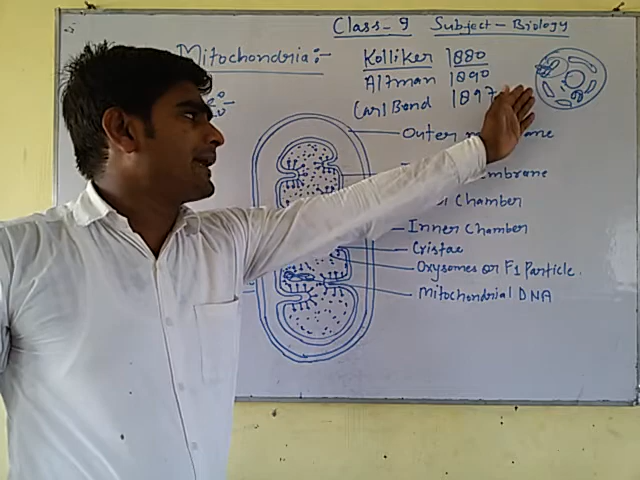 Class-9 Subject-Biology
Mitochondria:-
Kolliker 1880
Altman 1890
Carl Bend 1897
Outer
Chamber
Inner Chamber
Cristae
Oxysomes or F1 Particle.
Mitochondrial DNA